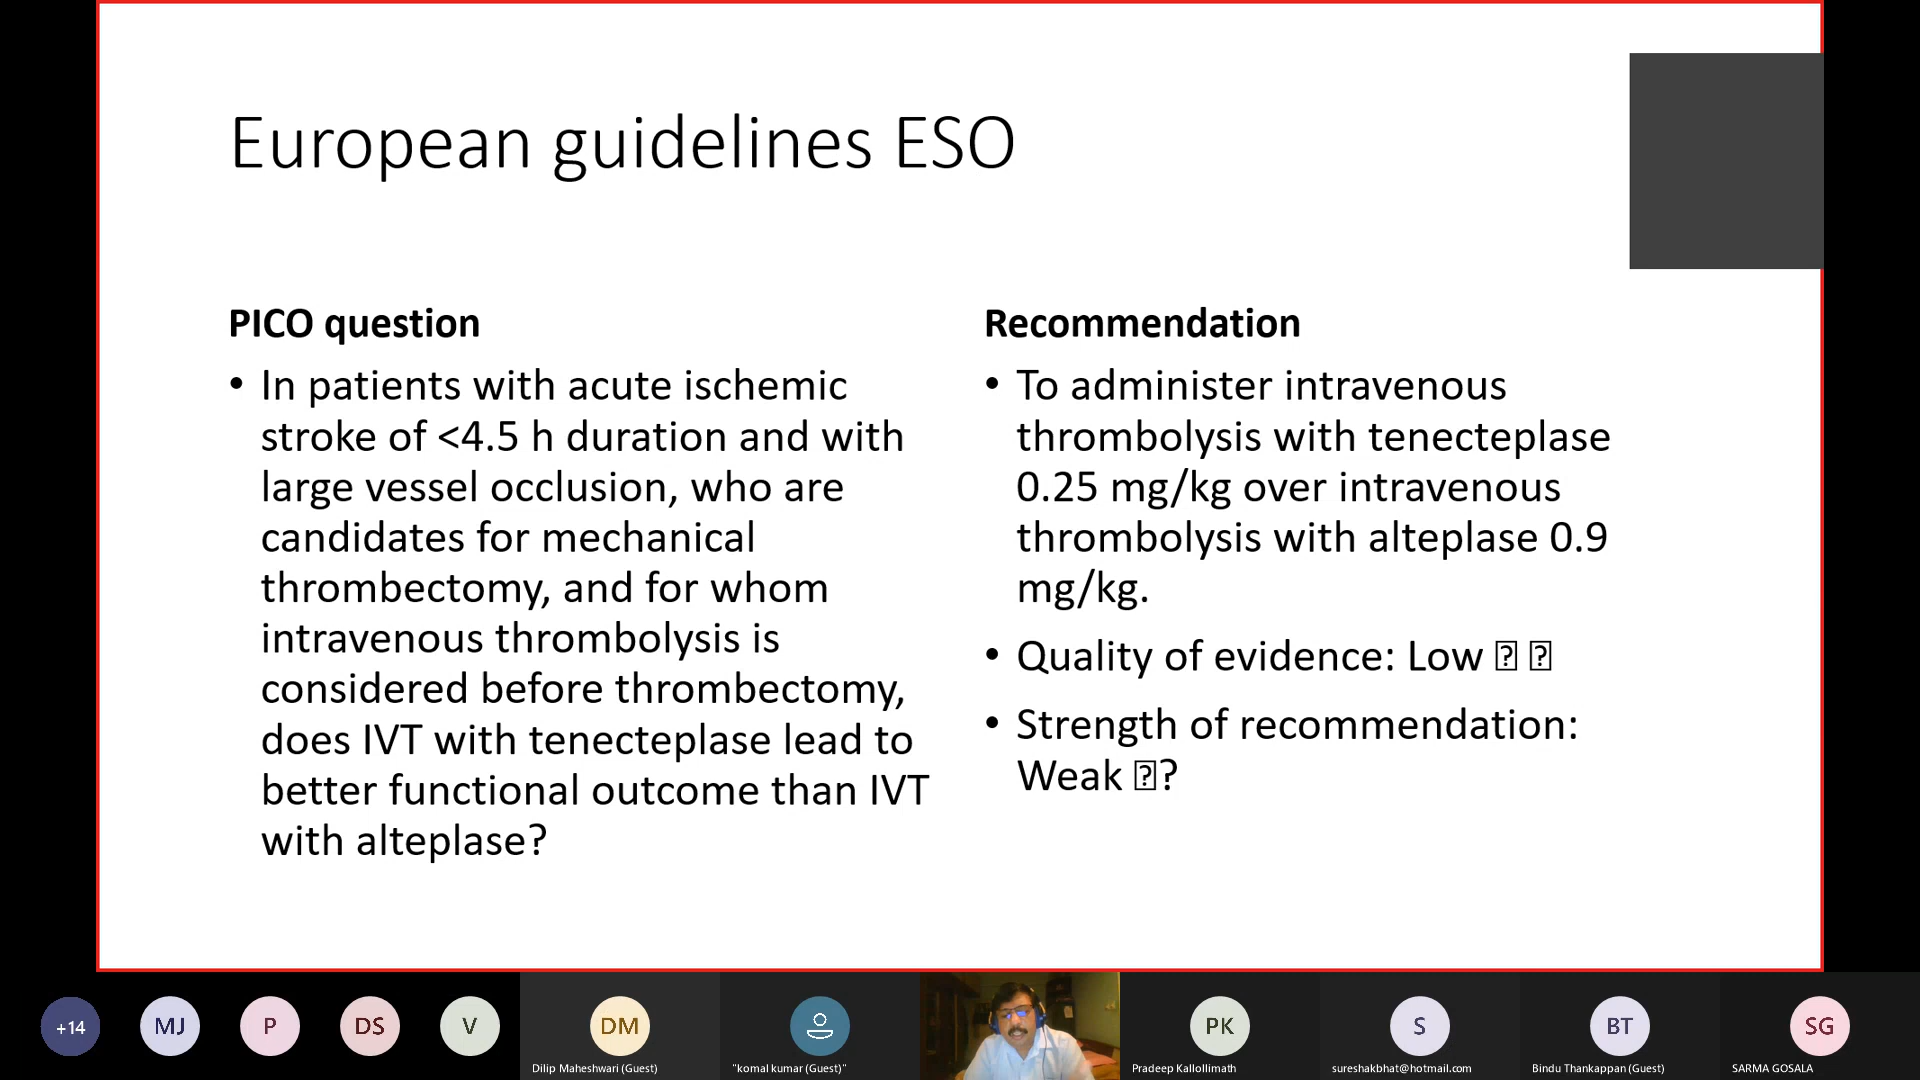 European guidelines ESO
PICO question
• In patients with acute ischemic
stroke of <4.5 h duration and with
large vessel occlusion, who are
candidates for mechanical
thrombectomy, and for whom
intravenous thrombolysis is
considered before thrombectomy,
does IVT with tenecteplase lead to
better functional outcome than IVT
with alteplase?
Recommendation
• To administer intravenous
thrombolysis with tenecteplase
0.25 mg/kg over intravenous
thrombolysis with alteplase 0.9
mg/kg.
• Quality of evidence: Low ⍰ ⍰
• Strength of recommendation:
Weak ⍰?
+14
MJ
P
DS
V
DM
Dilip Maheshwari (Guest)
"komal kumar (Guest)"
PK
Pradeep Kallollimath
S
sureshakbhat@hotmail.com
BT
Bindu Thankappan (Guest)
SG
SARMA GOSALA